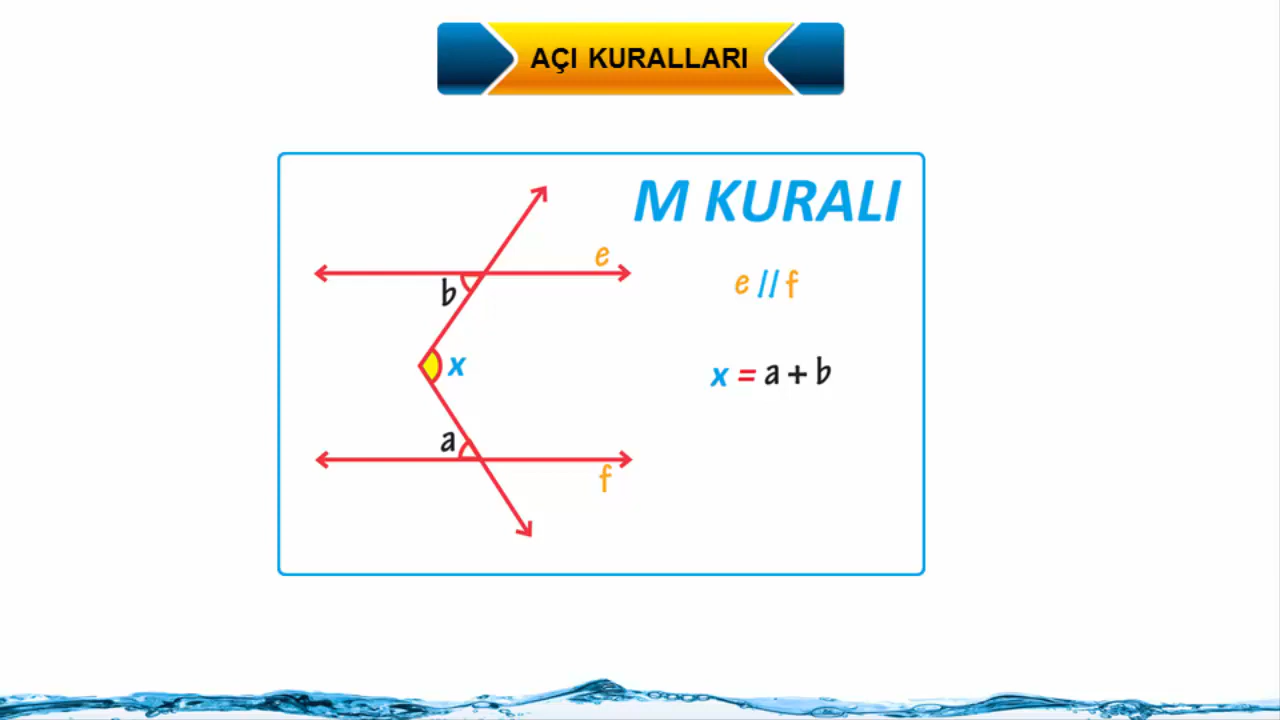 AÇI KURALLARI
M KURALI
e
e // f
b
x
x = a + b
a
f